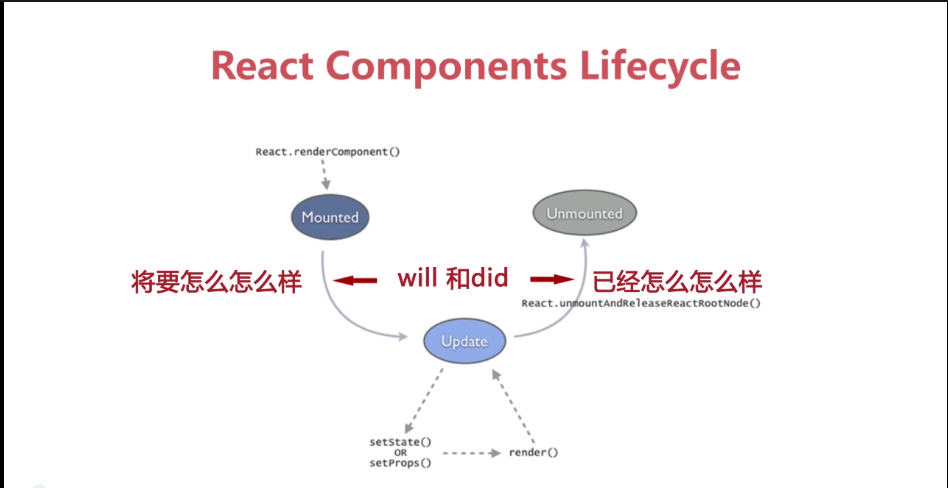 React Components Lifecycle
React.renderComponent()
Mounted
Unmounted
将要怎么怎么样
will 和did
已经怎么怎么样
React.unmountAndReleaseReactRootNode()
Update
setState()
OR
setProps()
render()